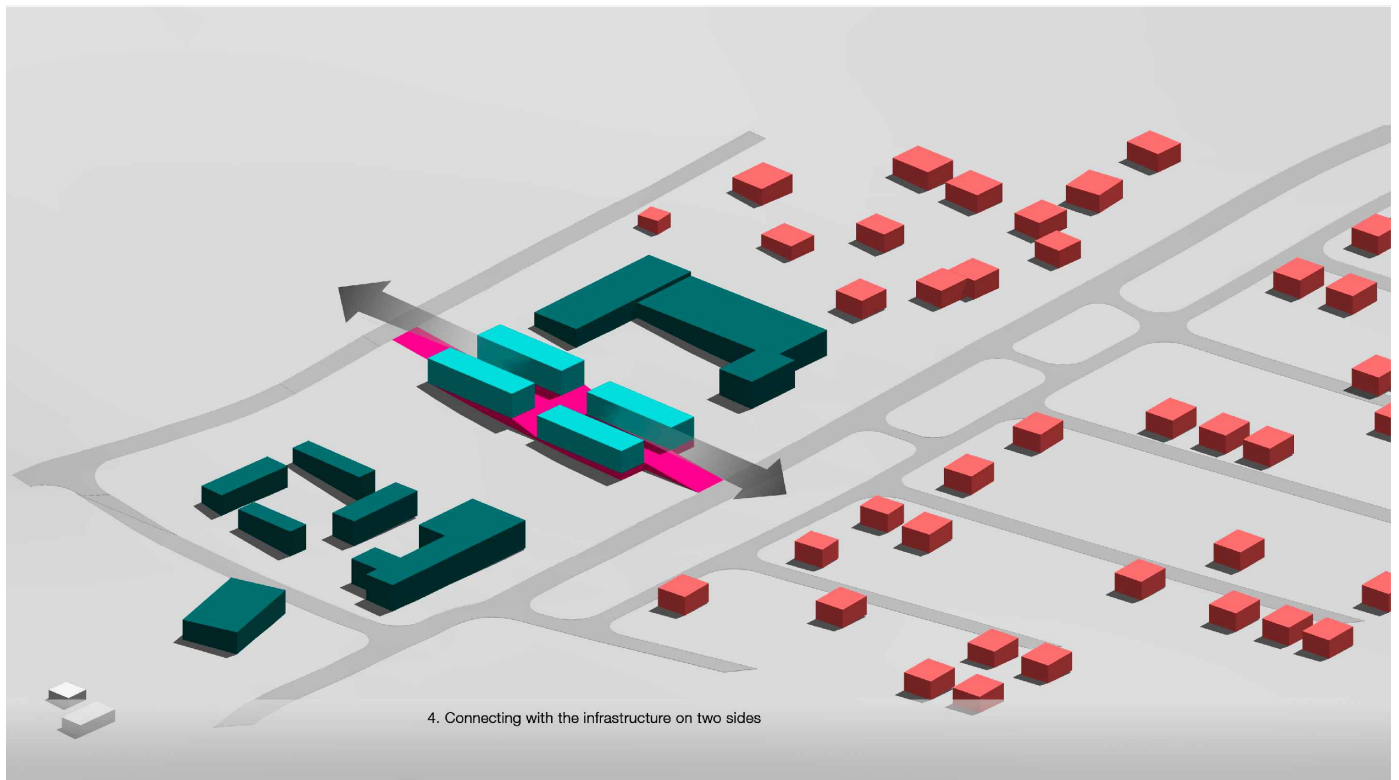 4. Connecting with the infrastructure on two sides